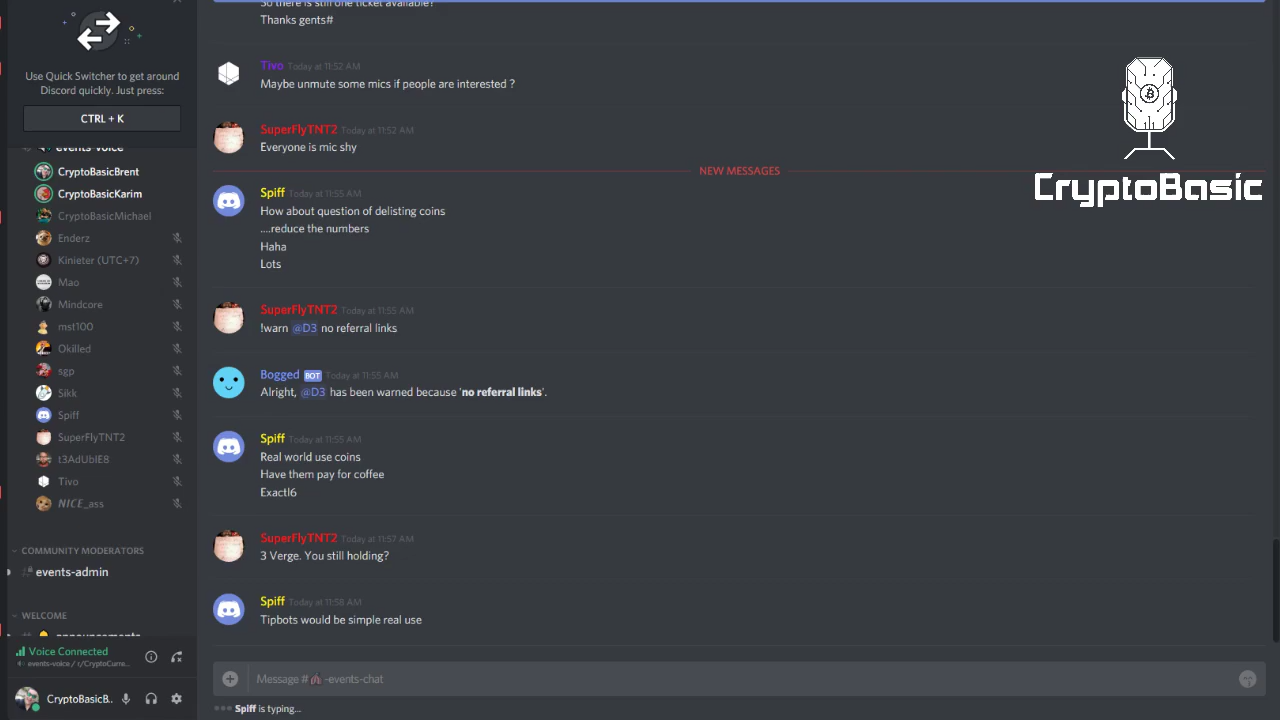 Use Quick Switcher to get around
Discord quickly. Just press:
CTRL + K
events-voice
CryptoBasicBrent
CryptoBasicKarim
CryptoBasicMichael
Enderz
Kinieter (UTC+7)
Mao
Mindcore
mst100
Okilled
sgp
Sikk
Spiff
SuperFlyTNT2
t3AdUblE8
Tivo
NICE_ass
COMMUNITY MODERATORS
events-admin
WELCOME
announcements
Voice Connected
events-voice / r/CryptoCurre...
CryptoBasicB..
So there is still one ticket available?
Thanks gents#
Tivo Today at 11:52 AM
Maybe unmute some mics if people are interested ?
SuperFlyTNT2 Today at 11:52 AM
Everyone is mic shy
NEW MESSAGES
Spiff Today at 11:55 AM
How about question of delisting coins
....reduce the numbers
Haha
Lots
SuperFlyTNT2 Today at 11:55 AM
!warn @D3 no referral links
Bogged BOT Today at 11:55 AM
Alright, @D3 has been warned because 'no referral links'.
Spiff Today at 11:55 AM
Real world use coins
Have them pay for coffee
Exactl6
SuperFlyTNT2 Today at 11:57 AM
3 Verge. You still holding?
Spiff Today at 11:58 AM
Tipbots would be simple real use
Message #-events-chat
Spiff is typing...
CryptoBasic